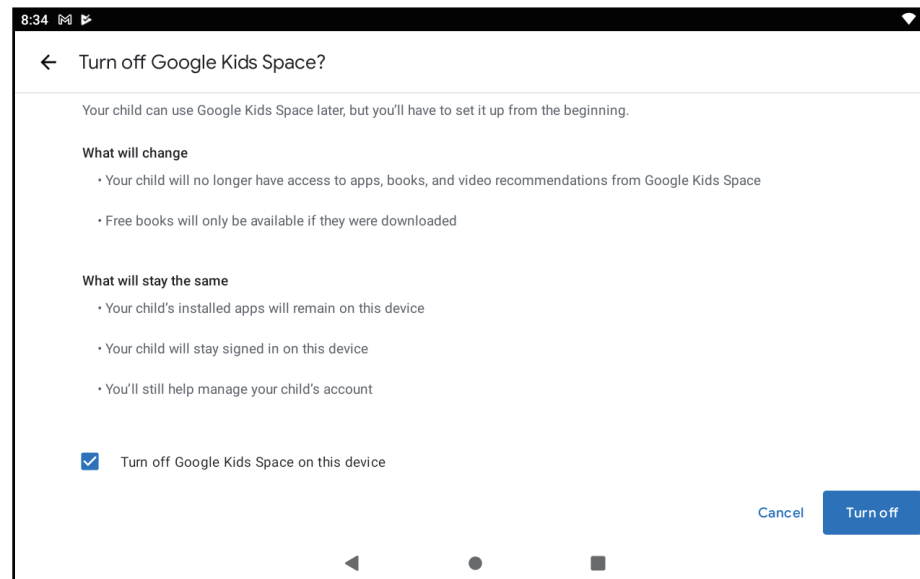 8:34
Turn off Google Kids Space?
Your child can use Google Kids Space later, but you'll have to set it up from the beginning.
What will change
• Your child will no longer have access to apps, books, and video recommendations from Google Kids Space
• Free books will only be available if they were downloaded
What will stay the same
• Your child's installed apps will remain on this device
• Your child will stay signed in on this device
• You'll still help manage your child's account
Turn off Google Kids Space on this device
Cancel Turn off